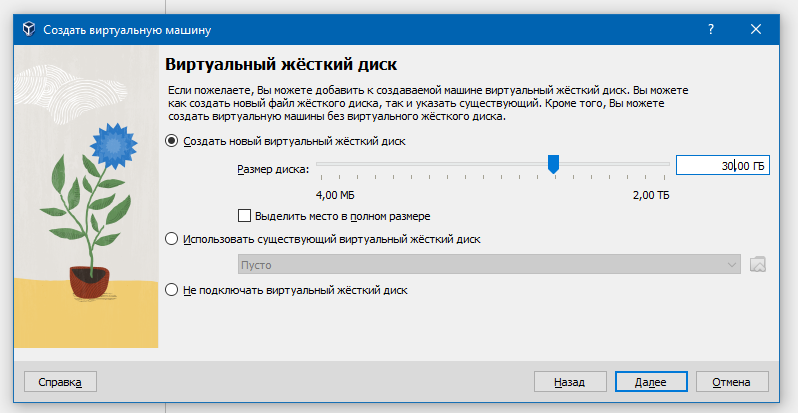 Создать виртуальную машину
Виртуальный жёсткий диск
Если пожелаете, Вы можете добавить к создаваемой машине виртуальный жёсткий диск. Вы можете
как создать новый файл жёсткого диска, так и указать существующий. Кроме того, Вы можете
создать виртуальную машины без виртуального жёсткого диска.
Создать новый виртуальный жёсткий диск
Размер диска:
30,00 ГБ
4,00 МБ
2,00 ТБ
Выделить место в полном размере
Использовать существующий виртуальный жёсткий диск
Пусто
Не подключать виртуальный жёсткий диск
Справка
Назад
Далее
Отмена